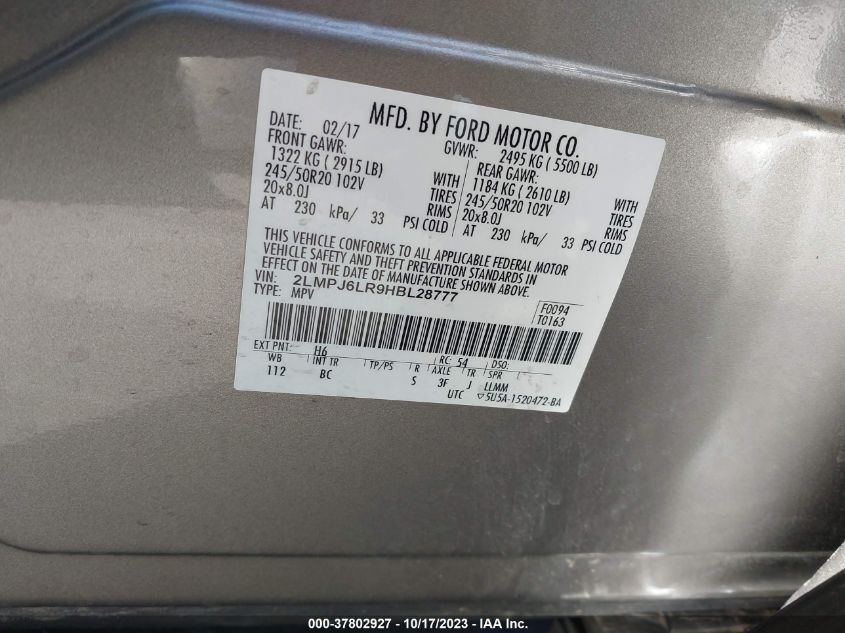 MFD. BY FORD MOTOR CO.
DATE: 02/17 GVWR: 2495 KG ( 5500 LB)
FRONT GAWR: REAR GAWR:
1322 KG ( 2915 LB) WITH 1184 KG ( 2610 LB) WITH
245/50R20 102V TIRES 245/50R20 102V TIRES
20x8.0J RIMS 20x8.0J RIMS
AT 230 kPa/ 33 PSI COLD AT 230 kPa/ 33 PSI COLD
THIS VEHICLE CONFORMS TO ALL APPLICABLE FEDERAL MOTOR
VEHICLE SAFETY AND THEFT PREVENTION STANDARDS IN
EFFECT ON THE DATE OF MANUFACTURE SHOWN ABOVE.
VIN: 2LMPJ6LR9HBL28777
TYPE: MPV
F0094
T0163
EXT PNT: H6 RC: 54 DSO:
WB INT TR TP/PS R AXLE TR SPR
112 BC S 3F J LLMM
UTC ▽5U5A-1520472-BA
000-37802927 - 10/17/2023 - IAA Inc.